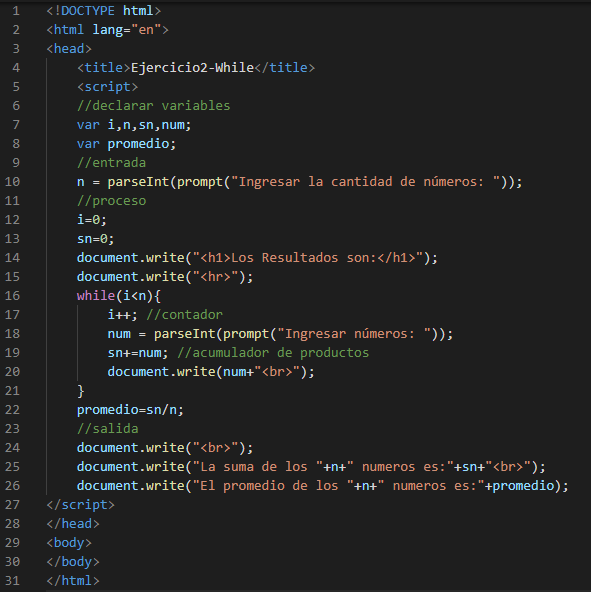 1 <!DOCTYPE html>
2 <html lang="en">
3 <head>
4     <title>Ejercicio2-While</title>
5     <script>
6     //declarar variables
7     var i,n,sn,num;
8     var promedio;
9     //entrada
10     n = parseInt(prompt("Ingresar la cantidad de números: "));
11     //proceso
12     i=0;
13     sn=0;
14     document.write("<h1>Los Resultados son:</h1>");
15     document.write("<hr>");
16     while(i<n){
17         i++; //contador
18         num = parseInt(prompt("Ingresar números: "));
19         sn+=num; //acumulador de productos
20         document.write(num+"<br>");
21     }
22     promedio=sn/n;
23     //salida
24     document.write("<br>");
25     document.write("La suma de los "+n+" numeros es:"+sn+"<br>");
26     document.write("El promedio de los "+n+" numeros es:"+promedio);
27 </script>
28 </head>
29 <body>
30 </body>
31 </html>